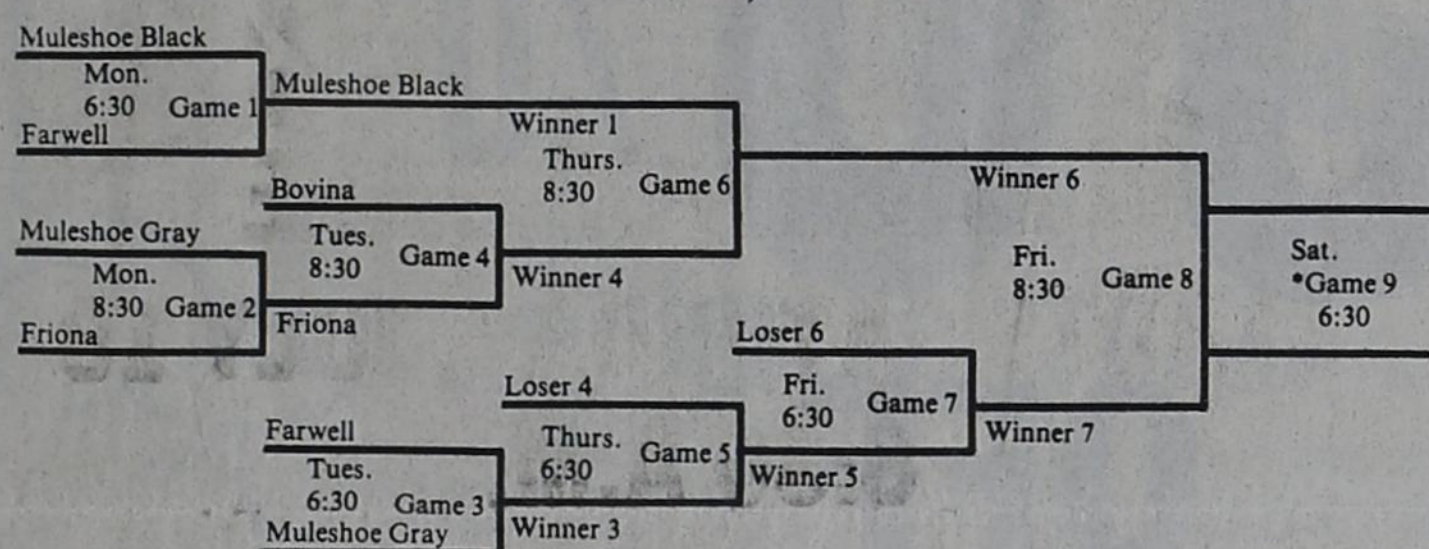 Muleshoe Black
Mon.
6:30 Game 1
Farwell
Muleshoe Black
Winner 1
Thurs.
8:30 Game 6
Bovina
Tues.
8:30 Game 4
Winner 4
Muleshoe Gray
Mon.
8:30 Game 2
Friona
Friona
Winner 6
Fri.
8:30 Game 8
Sat.
*Game 9
6:30
Loser 6
Fri.
6:30 Game 7
Winner 7
Loser 4
Thurs.
6:30 Game 5
Winner 5
Farwell
Tues.
6:30 Game 3
Muleshoe Gray
Winner 3